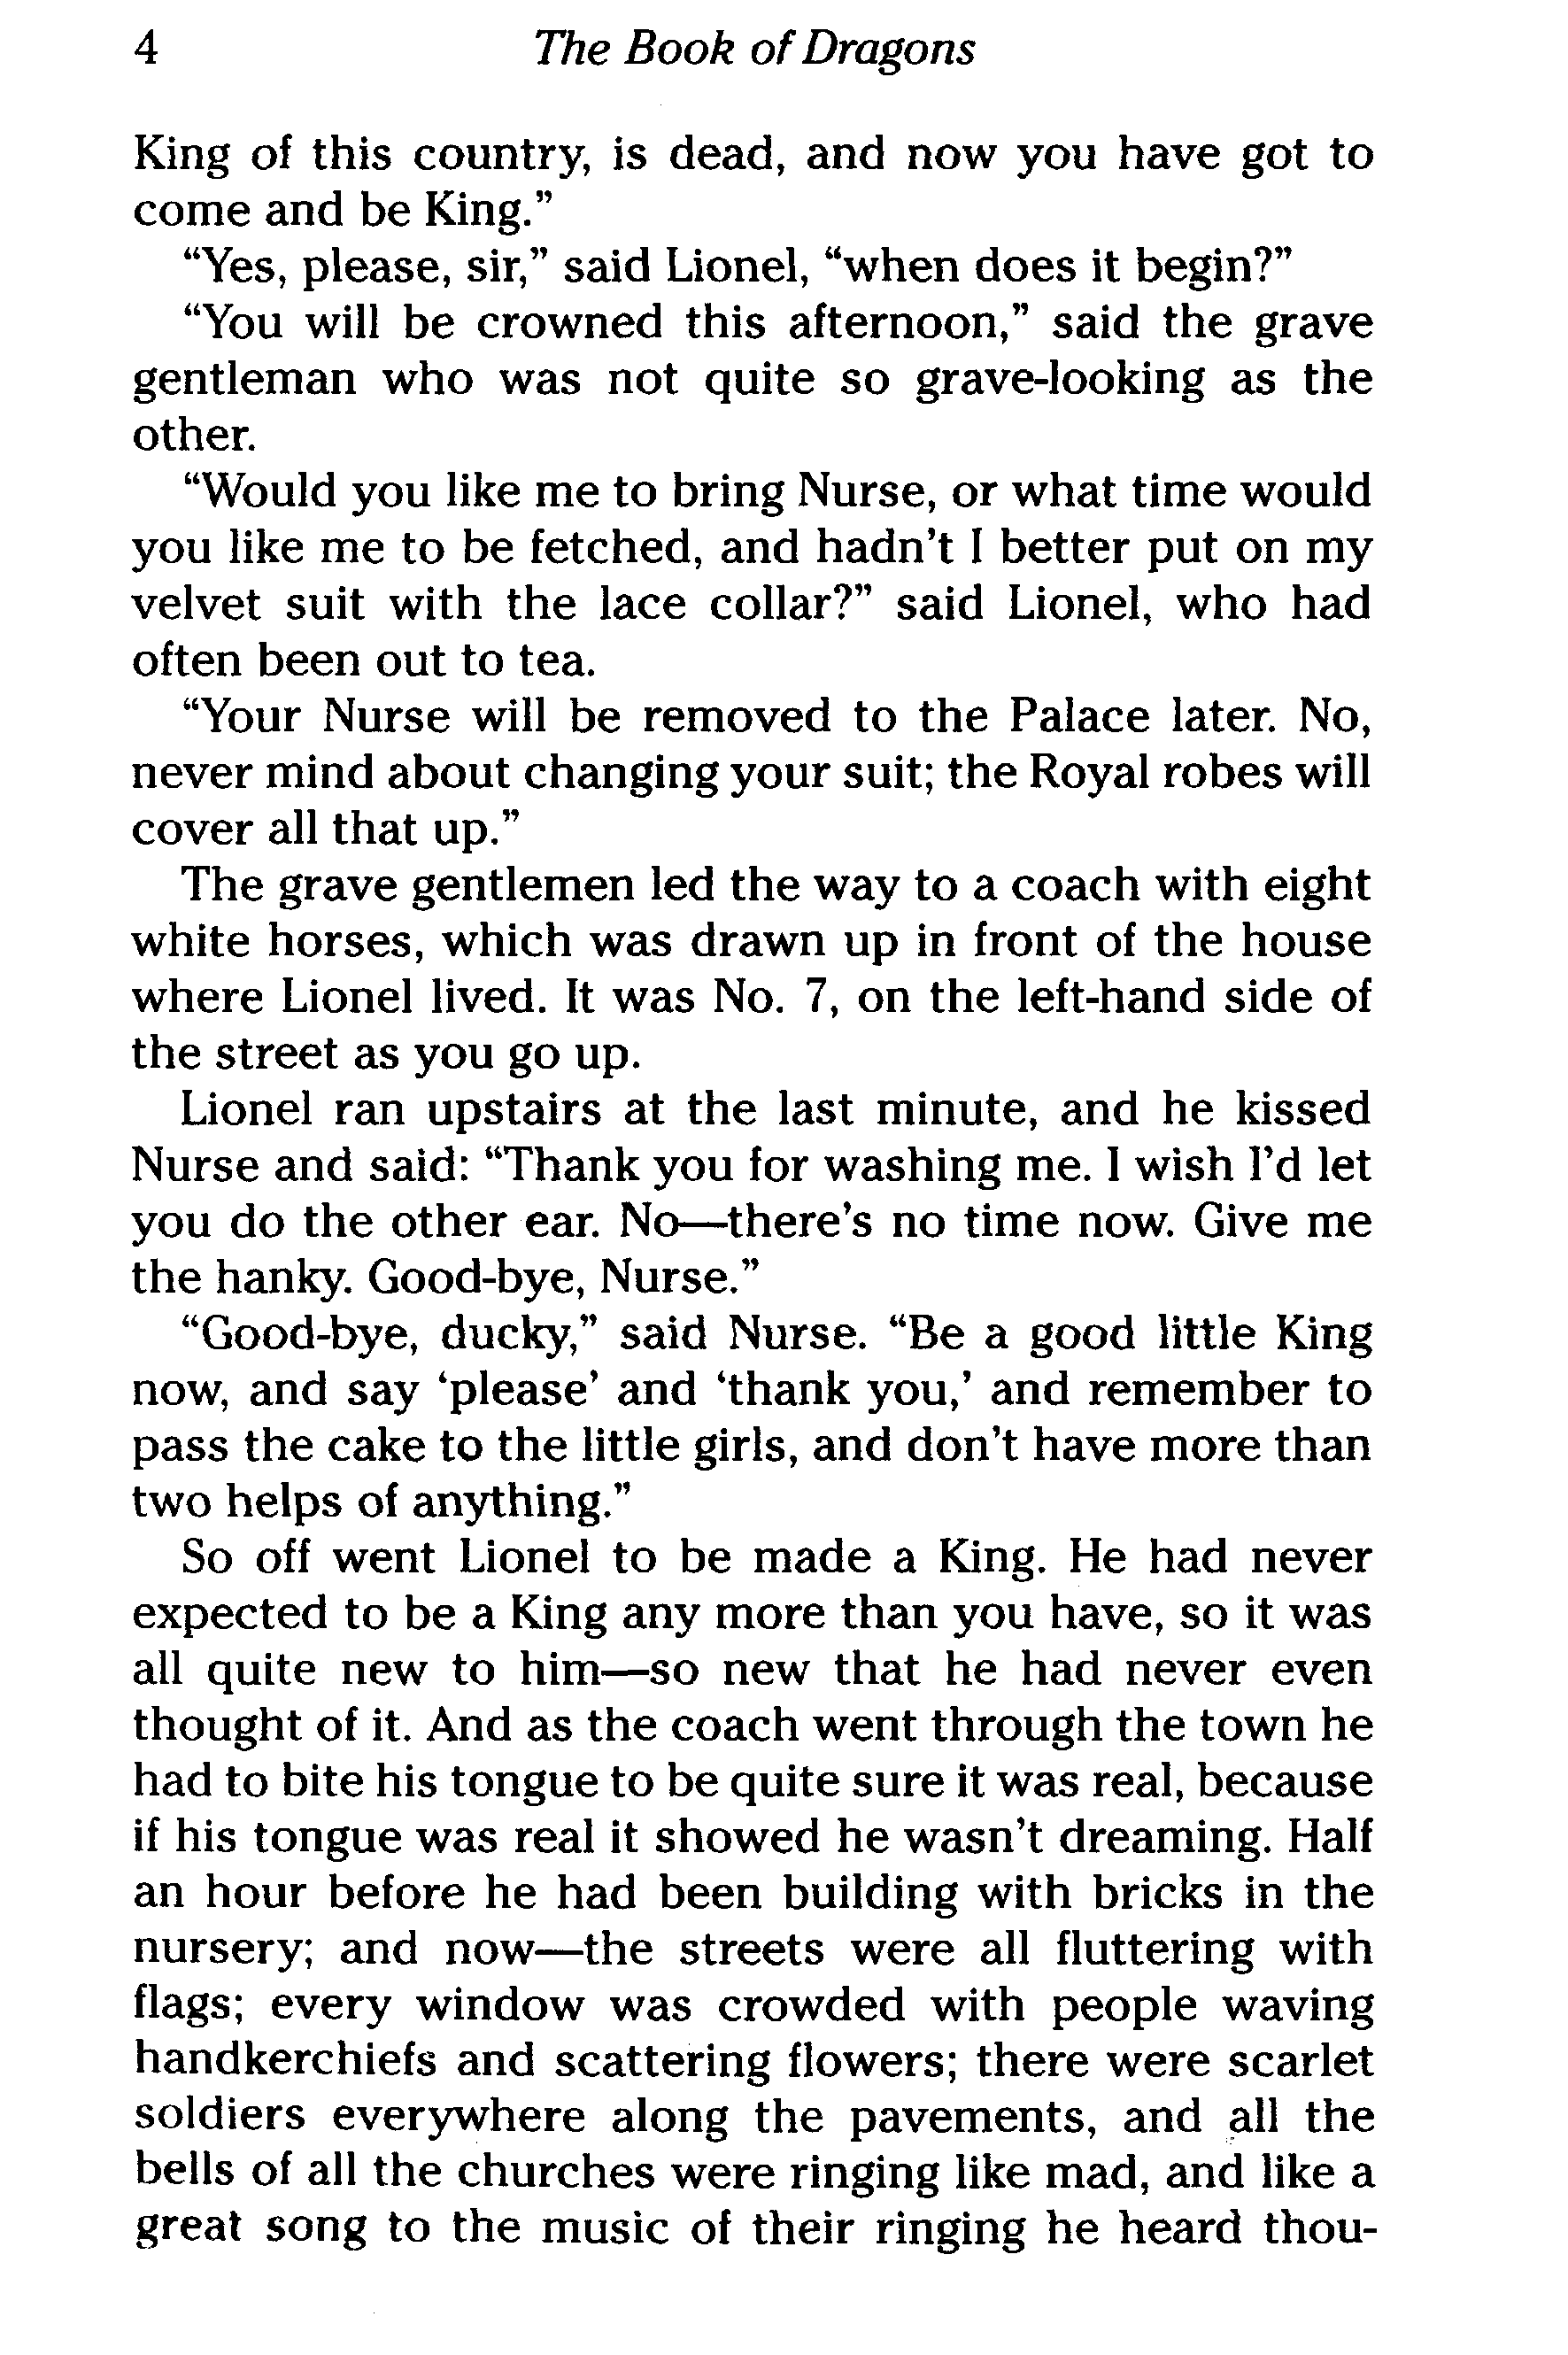 4 The Book of Dragons
King of this country, is dead, and now you have got to
come and be King.”
“Yes, please, sir,” said Lionel, “when does it begin?”
“You will be crowned this afternoon,” said the grave
gentleman who was not quite so grave-looking as the
other.
“Would you like me to bring Nurse, or what time would
you like me to be fetched, and hadn’t I better put on my
velvet suit with the lace collar?” said Lionel, who had
often been out to tea.
“Your Nurse will be removed to the Palace later. No,
never mind about changing your suit; the Royal robes will
cover all that up.”
The grave gentlemen led the way to a coach with eight
white horses, which was drawn up in front of the house
where Lionel lived. It was No. 7, on the left-hand side of
the street as you go up.
Lionel ran upstairs at the last minute, and he kissed
Nurse and said: “Thank you for washing me. I wish I’d let
you do the other ear. No—there’s no time now. Give me
the hanky. Good-bye, Nurse.”
“Good-bye, ducky,” said Nurse. “Be a good little King
now, and say ‘please’ and ‘thank you,’ and remember to
pass the cake to the little girls, and don’t have more than
two helps of anything.”
So off went Lionel to be made a King. He had never
expected to be a King any more than you have, so it was
all quite new to him—so new that he had never even
thought of it. And as the coach went through the town he
had to bite his tongue to be quite sure it was real, because
if his tongue was real it showed he wasn’t dreaming. Half
an hour before he had been building with bricks in the
nursery; and now—the streets were all fluttering with
flags; every window was crowded with people waving
handkerchiefs and scattering flowers; there were scarlet
soldiers everywhere along the pavements, and all the
bells of all the churches were ringing like mad, and like a
great song to the music of their ringing he heard thou-